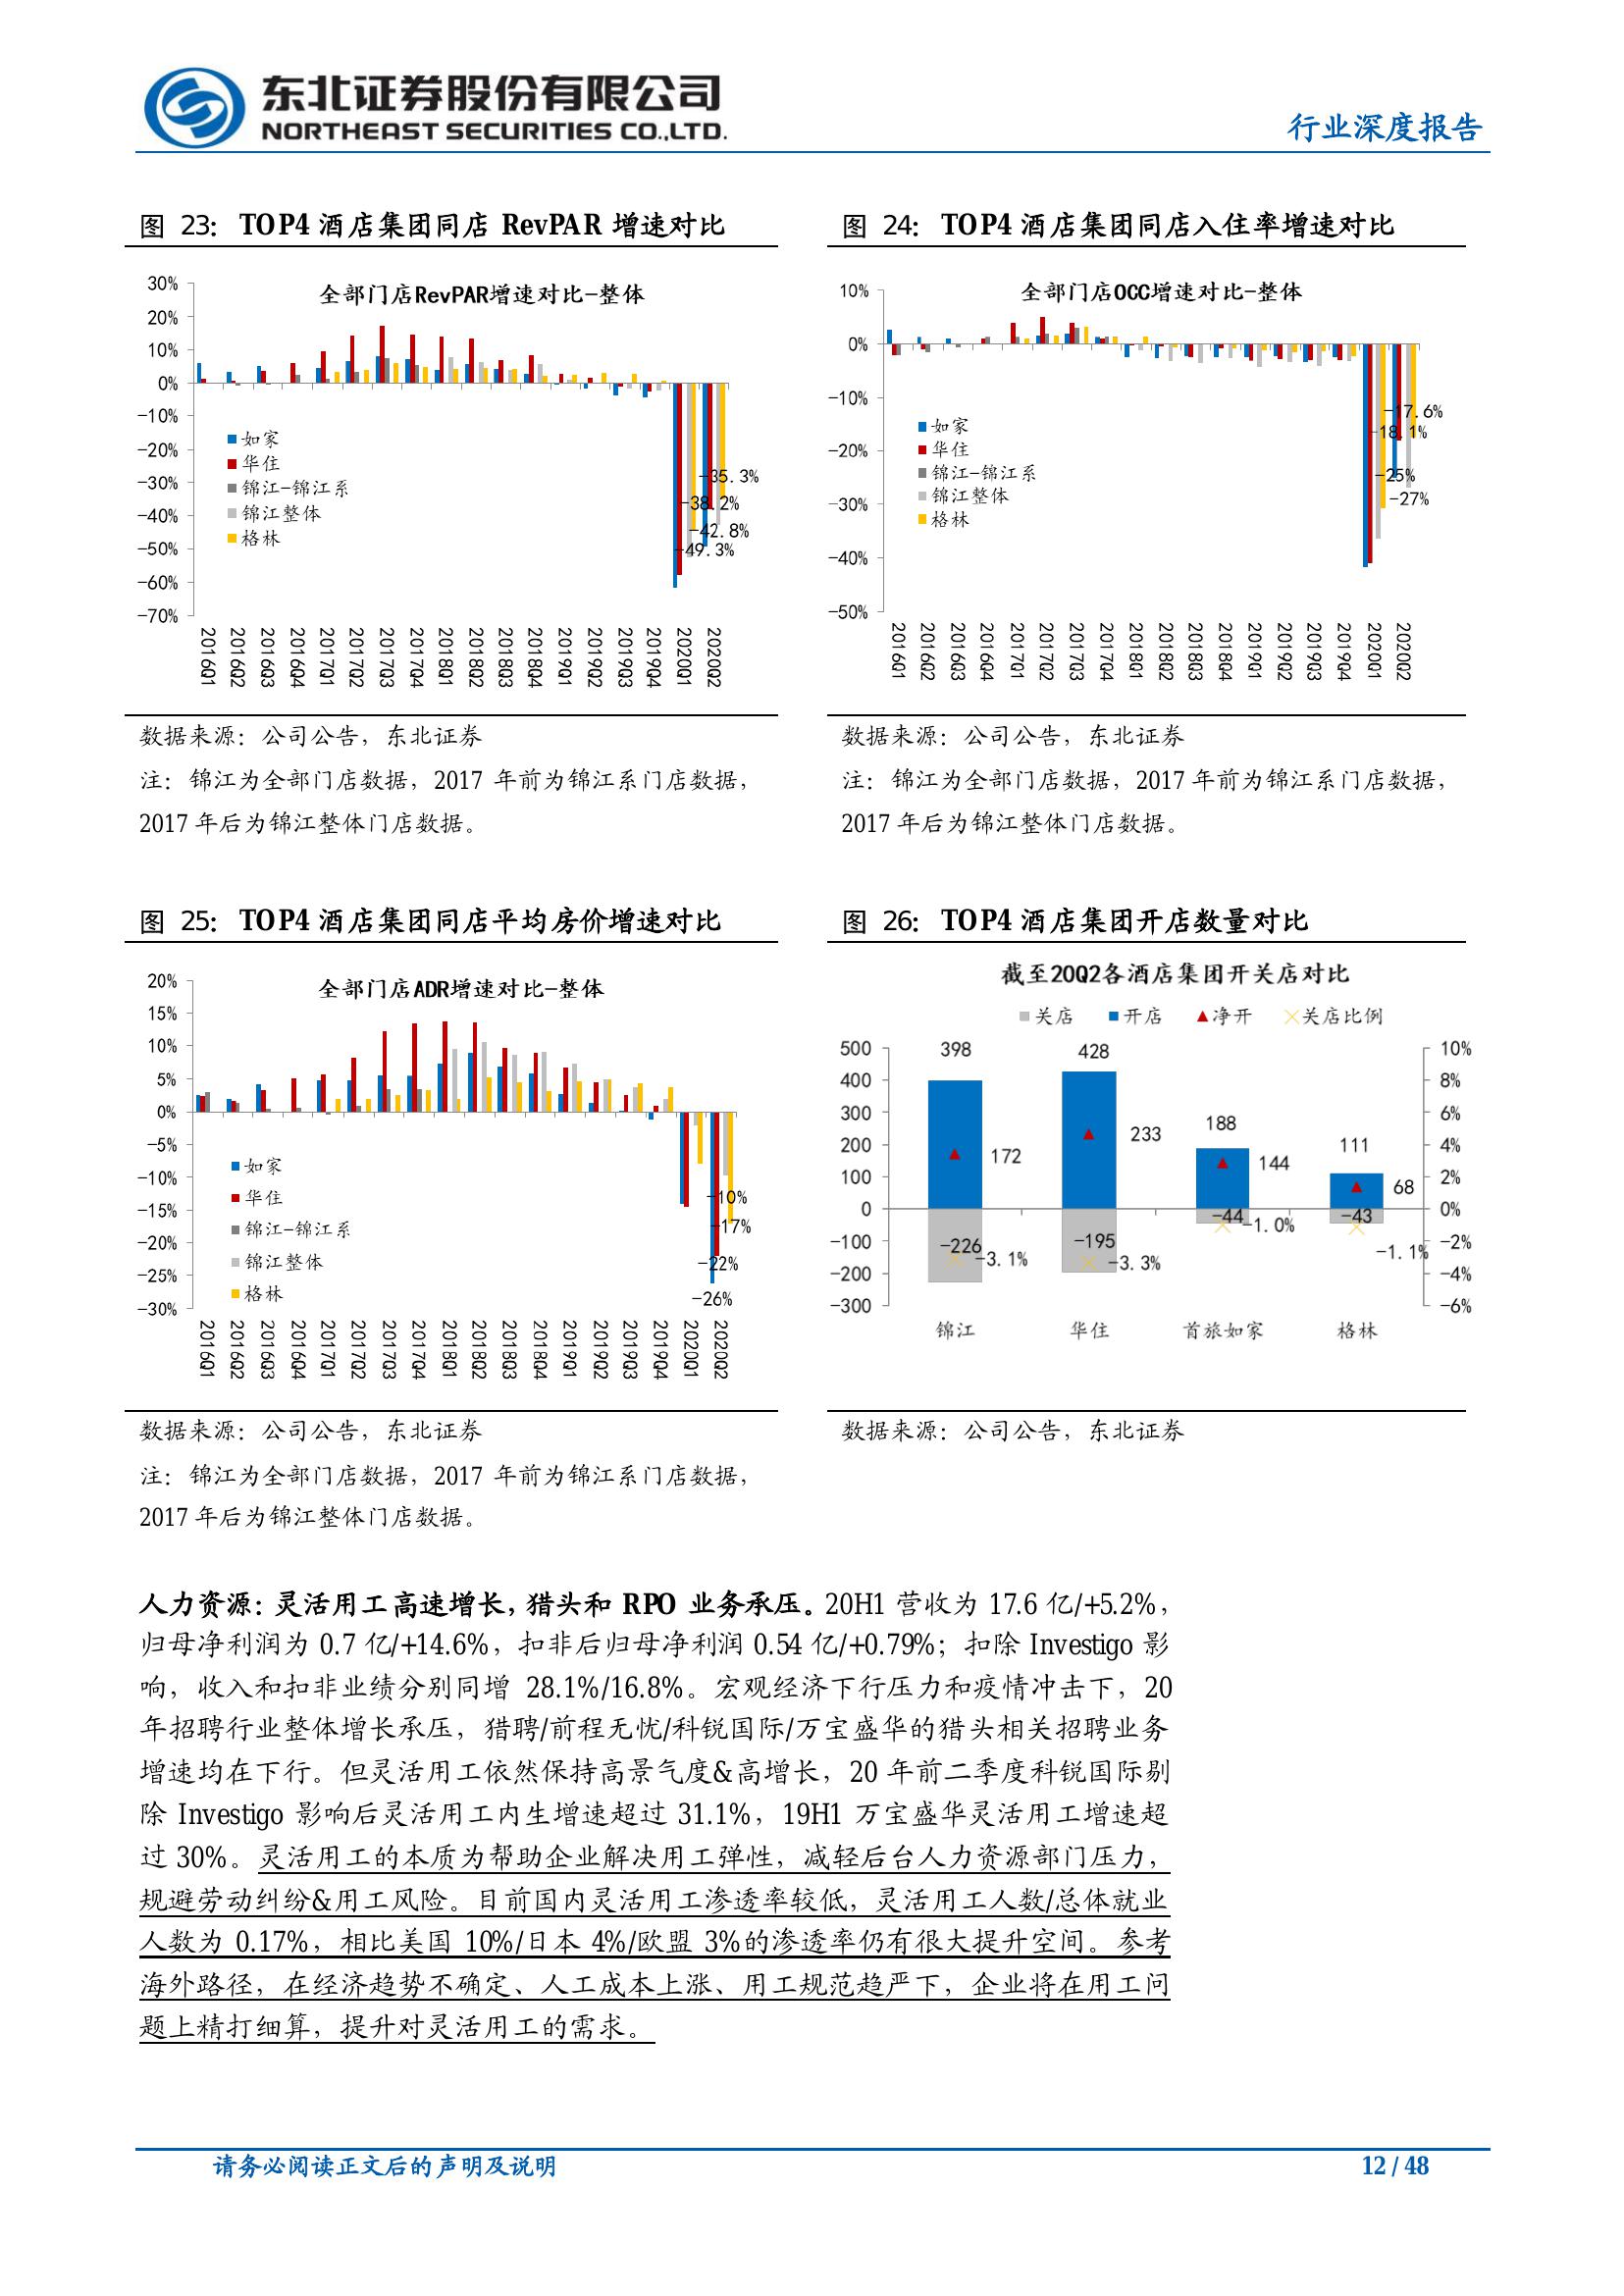 东北证券股份有限公司
NORTHEAST SECURITIES CO.,LTD.
行业深度报告
图 23：TOP4 酒店集团同店 RevPAR 增速对比
全部门店RevPAR增速对比-整体
30%
20%
10%
0%
-10%
-20%
-30%
-40%
-50%
-60%
-70%
如家
华住
锦江-锦江系
锦江整体
格林
-35.3%
-38.2%
-42.8%
-49.3%
2016Q1
2016Q2
2016Q3
2016Q4
2017Q1
2017Q2
2017Q3
2017Q4
2018Q1
2018Q2
2018Q3
2018Q4
2019Q1
2019Q2
2019Q3
2019Q4
2020Q1
2020Q2
数据来源：公司公告，东北证券
注：锦江为全部门店数据，2017 年前为锦江系门店数据，
2017 年后为锦江整体门店数据。
图 24：TOP4 酒店集团同店入住率增速对比
全部门店OCC增速对比-整体
10%
0%
-10%
-20%
-30%
-40%
-50%
如家
华住
锦江-锦江系
锦江整体
格林
-17.6%
-18.1%
-25%
-27%
2016Q1
2016Q2
2016Q3
2016Q4
2017Q1
2017Q2
2017Q3
2017Q4
2018Q1
2018Q2
2018Q3
2018Q4
2019Q1
2019Q2
2019Q3
2019Q4
2020Q1
2020Q2
数据来源：公司公告，东北证券
注：锦江为全部门店数据，2017 年前为锦江系门店数据，
2017 年后为锦江整体门店数据。
图 25：TOP4 酒店集团同店平均房价增速对比
全部门店ADR增速对比-整体
20%
15%
10%
5%
0%
-5%
-10%
-15%
-20%
-25%
-30%
如家
华住
锦江-锦江系
锦江整体
格林
-10%
-17%
-22%
-26%
2016Q1
2016Q2
2016Q3
2016Q4
2017Q1
2017Q2
2017Q3
2017Q4
2018Q1
2018Q2
2018Q3
2018Q4
2019Q1
2019Q2
2019Q3
2019Q4
2020Q1
2020Q2
数据来源：公司公告，东北证券
注：锦江为全部门店数据，2017 年前为锦江系门店数据，
2017 年后为锦江整体门店数据。
图 26：TOP4 酒店集团开店数量对比
截至20Q2各酒店集团开关店对比
关店 开店 净开 关店比例
500
400
300
200
100
0
-100
-200
-300
10%
8%
6%
4%
2%
0%
-2%
-4%
-6%
398
428
188
111
172
233
144
68
-226
-195
-44
-43
-3.1%
-3.3%
-1.0%
-1.1%
锦江 华住 首旅如家 格林
数据来源：公司公告，东北证券
人力资源：灵活用工高速增长，猎头和 RPO 业务承压。20H1 营收为 17.6 亿/+5.2%，
归母净利润为 0.7 亿/+14.6%，扣非后归母净利润 0.54 亿/+0.79%；扣除 Investigo 影
响，收入和扣非业绩分别同增 28.1%/16.8%。宏观经济下行压力和疫情冲击下，20
年招聘行业整体增长承压，猎聘/前程无忧/科锐国际/万宝盛华的猎头相关招聘业务
增速均在下行。但灵活用工依然保持高景气度&高增长，20 年前二季度科锐国际剔
除 Investigo 影响后灵活用工内生增速超过 31.1%，19H1 万宝盛华灵活用工增速超
过 30%。灵活用工的本质为帮助企业解决用工弹性，减轻后台人力资源部门压力，
规避劳动纠纷&用工风险。目前国内灵活用工渗透率较低，灵活用工人数/总体就业
人数为 0.17%，相比美国 10%/日本 4%/欧盟 3%的渗透率仍有很大提升空间。参考
海外路径，在经济趋势不确定、人工成本上涨、用工规范趋严下，企业将在用工问
题上精打细算，提升对灵活用工的需求。
请务必阅读正文后的声明及说明
12 / 48